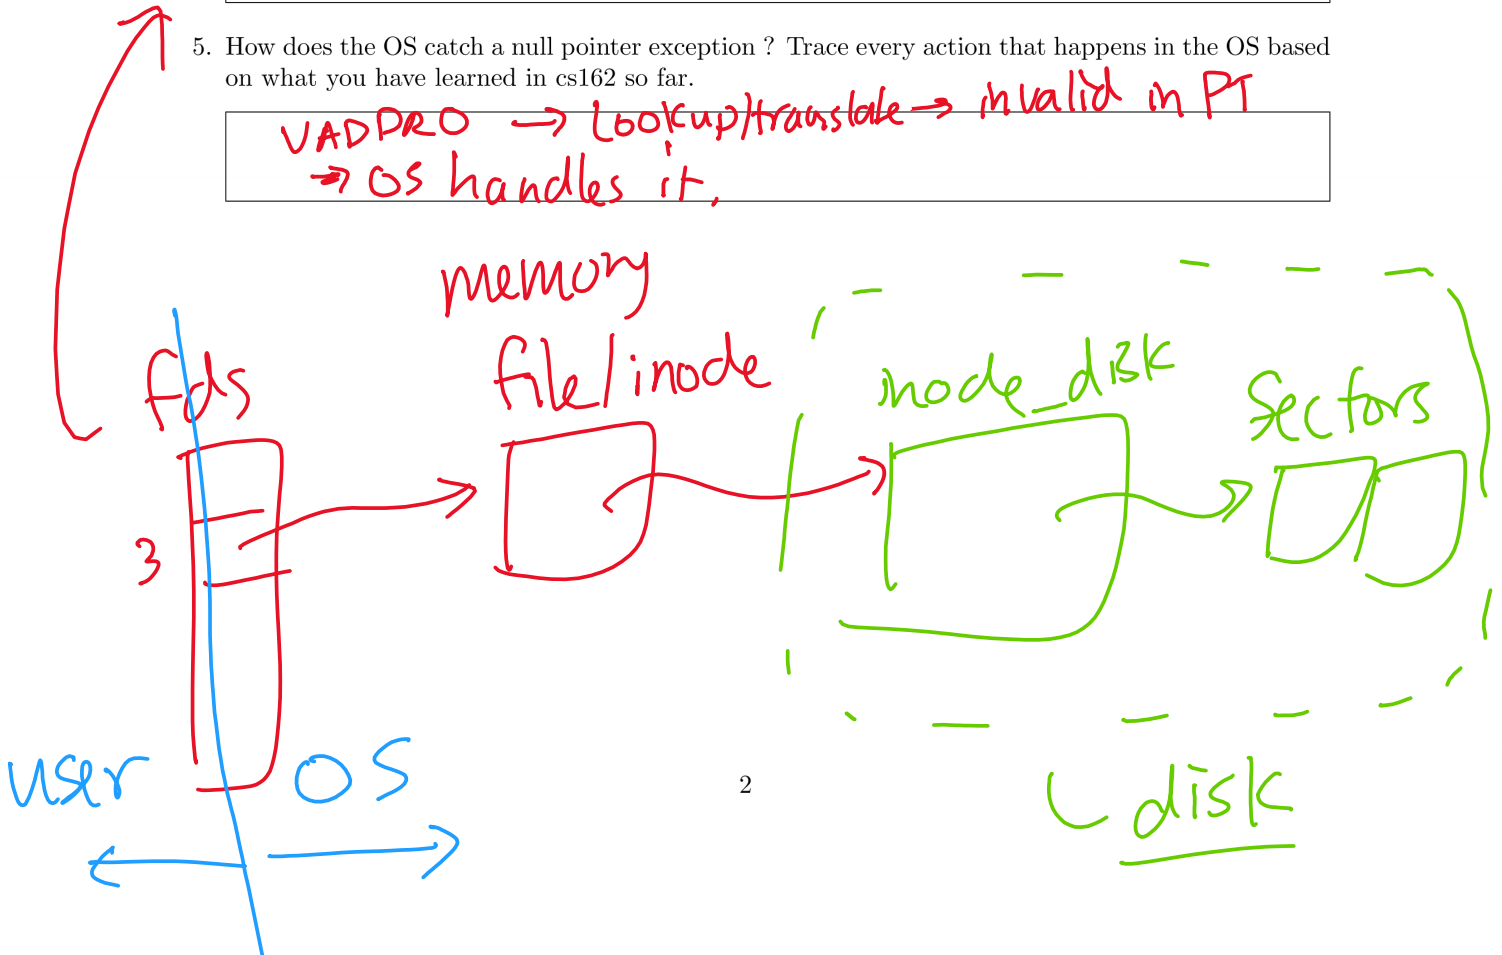 5. How does the OS catch a null pointer exception ? Trace every action that happens in the OS based
on what you have learned in cs162 so far.
VADDR 0 → Lookup/translate → invalid in PT
→ OS handles it.
memory
fds
file/inode
inode_disk
Sectors
3
user
OS
2
disk